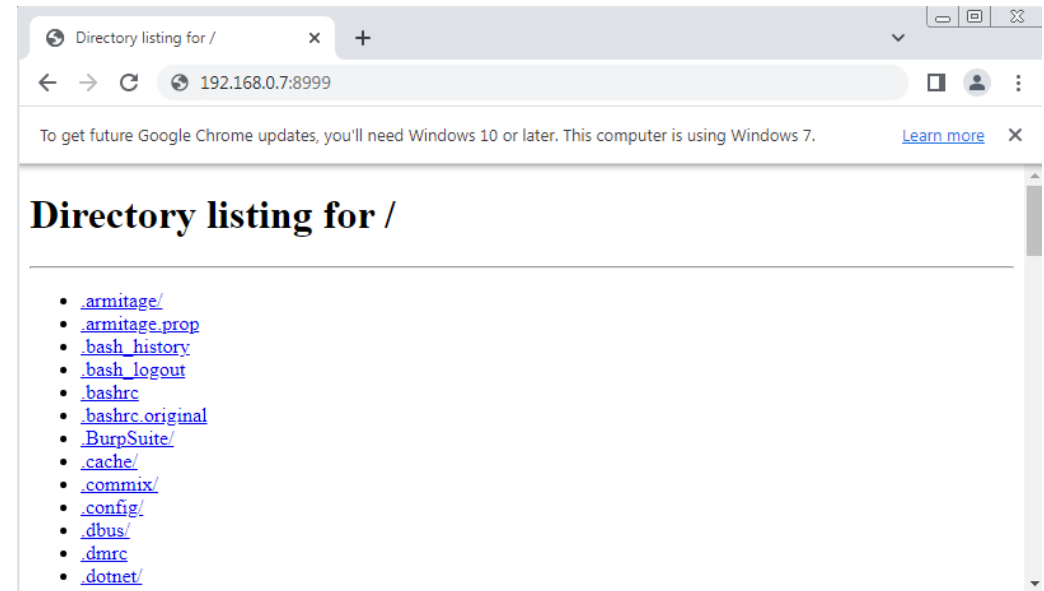 Directory listing for /
192.168.0.7:8999
To get future Google Chrome updates, you'll need Windows 10 or later. This computer is using Windows 7. Learn more
Directory listing for /
.armitage/
.armitage.prop
.bash_history
.bash_logout
.bashrc
.bashrc.original
.BurpSuite/
.cache/
.commix/
.config/
.dbus/
.dmrc
.dotnet/